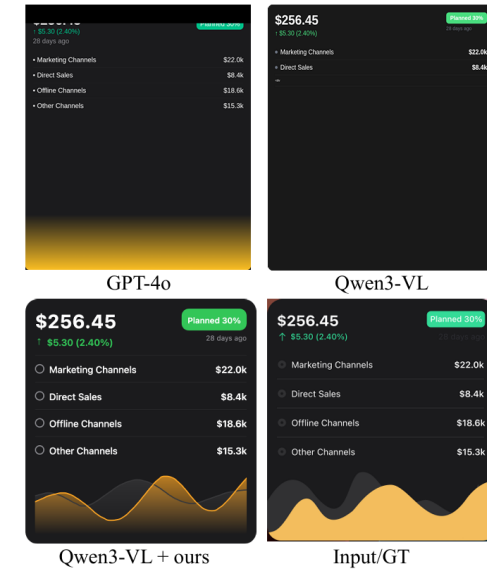 Planned 30%
↑ $5.30 (2.40%)
28 days ago
• Marketing Channels $22.0k
• Direct Sales $8.4k
• Offline Channels $18.6k
• Other Channels $15.3k
GPT-4o
$256.45 Planned 30%
↑ $5.30 (2.40%) 28 days ago
Marketing Channels $22.0k
Direct Sales $8.4k
Qwen3-VL
$256.45 Planned 30%
↑ $5.30 (2.40%) 28 days ago
Marketing Channels $22.0k
Direct Sales $8.4k
Offline Channels $18.6k
Other Channels $15.3k
Qwen3-VL + ours
$256.45 Planned 30%
↑ $5.30 (2.40%)
Marketing Channels $22.0k
Direct Sales $8.4k
Offline Channels $18.6k
Other Channels $15.3k
Input/GT